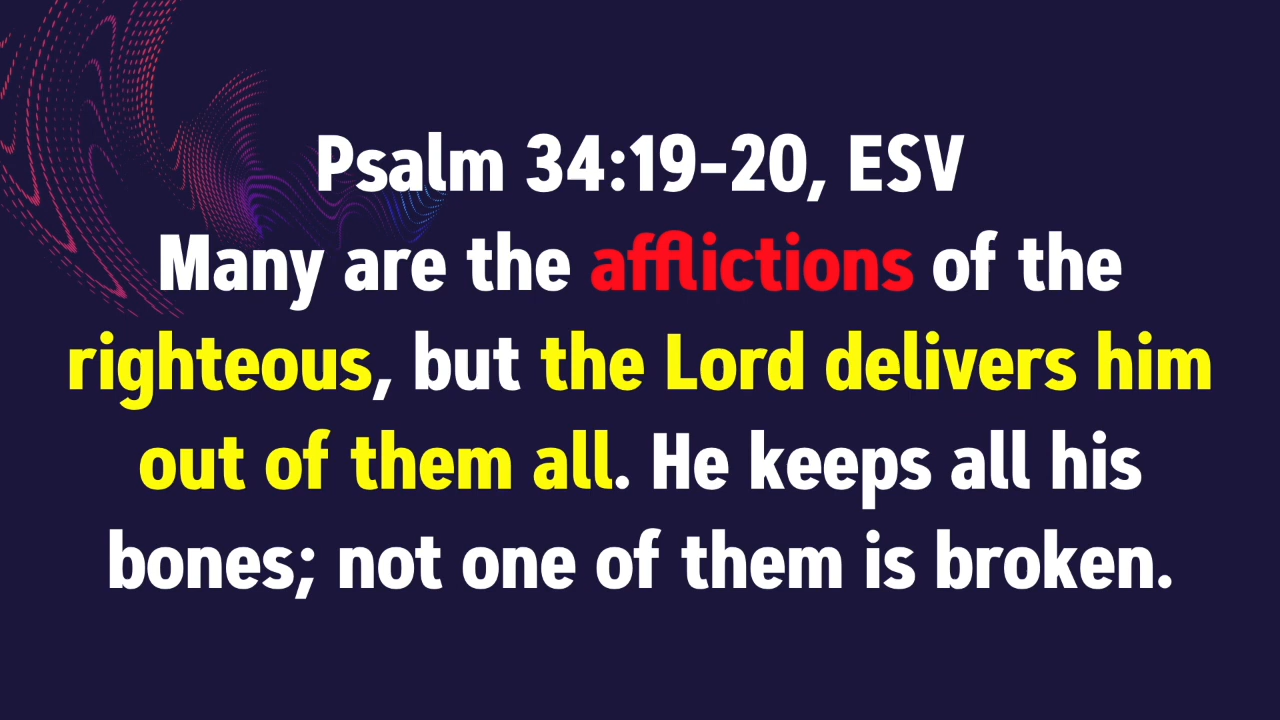 Psalm 34:19-20, ESV
Many are the afflictions of the
righteous, but the Lord delivers him
out of them all. He keeps all his
bones; not one of them is broken.